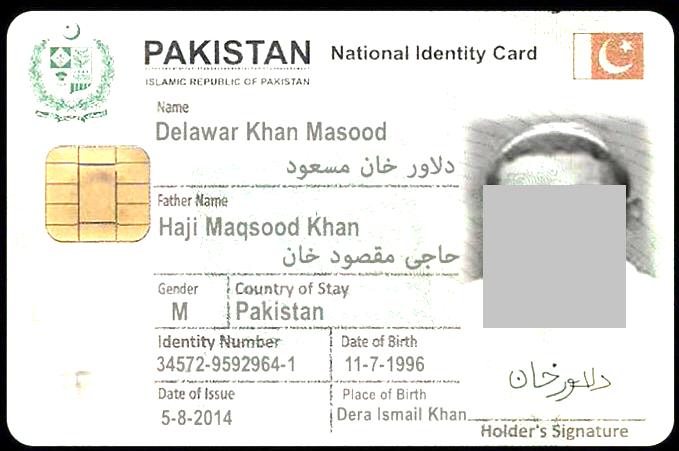 PAKISTAN National Identity Card
ISLAMIC REPUBLIC OF PAKISTAN
Name
Delawar Khan Masood
دلاور خان مسعود
Father Name
Haji Maqsood Khan
حاجی مقصود خان
Gender Country of Stay
M Pakistan
Identity Number Date of Birth
34572-9592964-1 11-7-1996
Date of Issue Place of Birth
5-8-2014 Dera Ismail Khan
دلاور خان
Holder's Signature